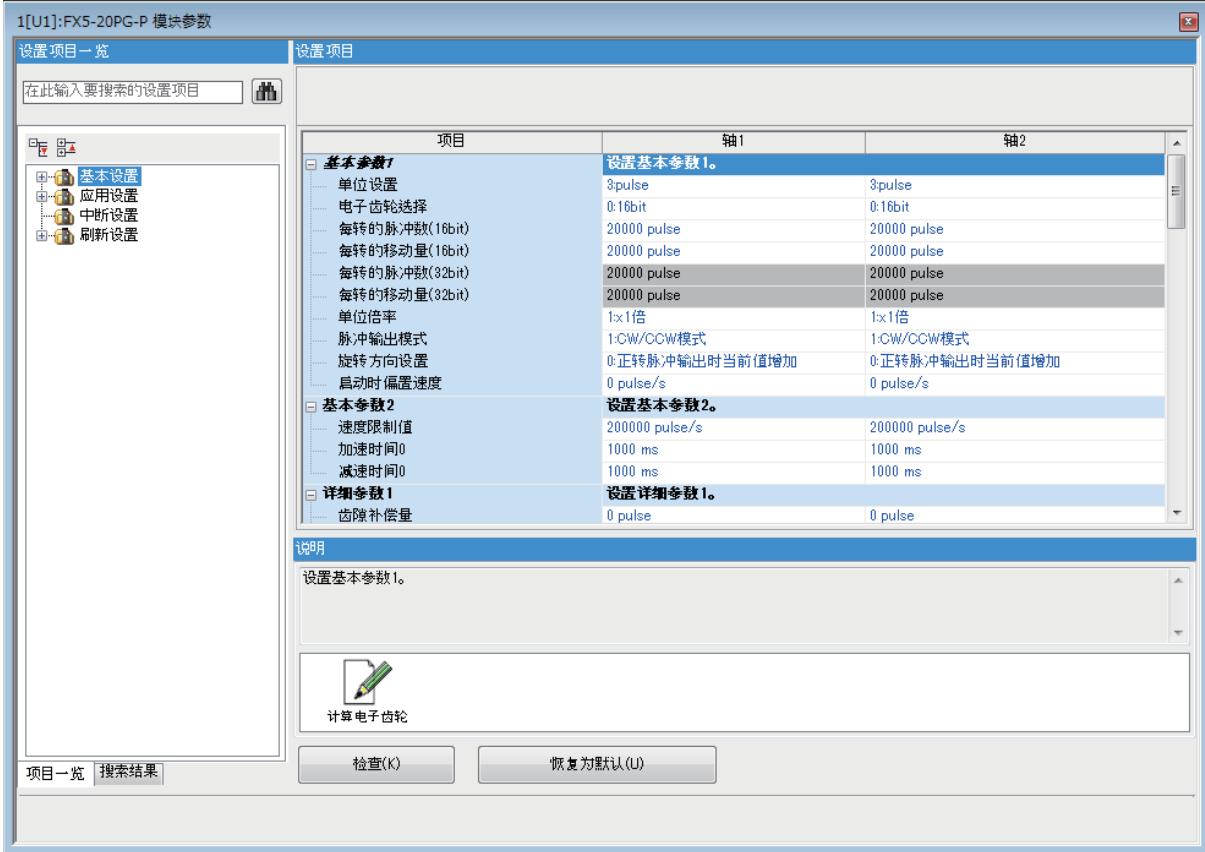 1[U1]:FX5-20PG-P 模块参数
设置项目一览
在此输入要搜索的设置项目
基本设置
应用设置
中断设置
刷新设置
项目一览 搜索结果
设置项目
项目 轴1 轴2
基本参数1 设置基本参数1。
单位设置 3:pulse 3:pulse
电子齿轮选择 0:16bit 0:16bit
每转的脉冲数(16bit) 20000 pulse 20000 pulse
每转的移动量(16bit) 20000 pulse 20000 pulse
每转的脉冲数(32bit) 20000 pulse 20000 pulse
每转的移动量(32bit) 20000 pulse 20000 pulse
单位倍率 1:x1倍 1:x1倍
脉冲输出模式 1:CW/CCW模式 1:CW/CCW模式
旋转方向设置 0:正转脉冲输出时当前值增加 0:正转脉冲输出时当前值增加
启动时偏置速度 0 pulse/s 0 pulse/s
基本参数2 设置基本参数2。
速度限制值 200000 pulse/s 200000 pulse/s
加速时间0 1000 ms 1000 ms
减速时间0 1000 ms 1000 ms
详细参数1 设置详细参数1。
齿隙补偿量 0 pulse 0 pulse
说明
设置基本参数1。
计算电子齿轮
检查(K) 恢复为默认(U)